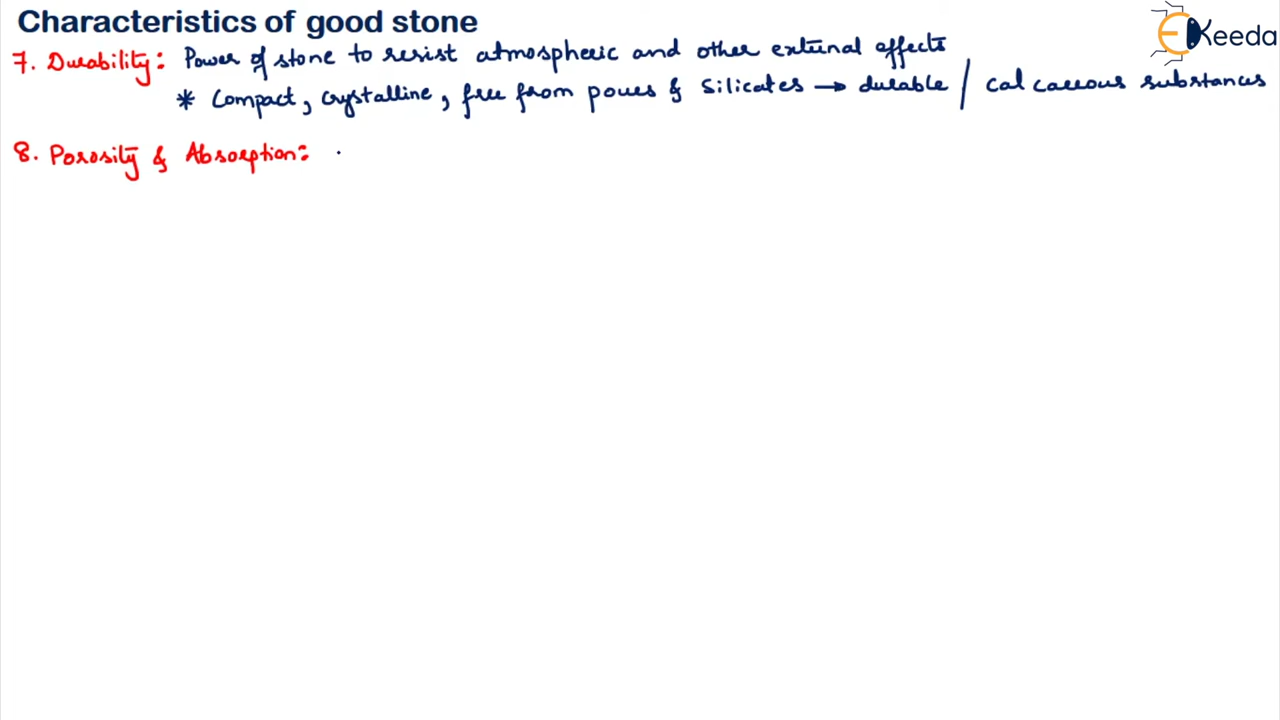 Characteristics of good stone
EKeeda
7. Durability: Power of stone to resist atmospheric and other external effects
* Compact, crystalline, free from pores & silicates → durable / calcareous substances
8. Porosity & Absorption: